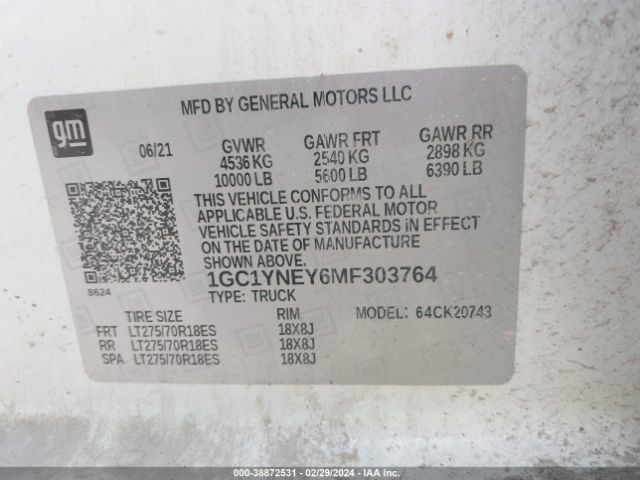 MFD BY GENERAL MOTORS LLC
gm
06/21 GVWR GAWR FRT GAWR RR
4536 KG 2540 KG 2898 KG
10000 LB 5600 LB 6390 LB
THIS VEHICLE CONFORMS TO ALL
APPLICABLE U.S. FEDERAL MOTOR
VEHICLE SAFETY STANDARDS IN EFFECT
ON THE DATE OF MANUFACTURE
1GC1YNEY6MF303764
8624
TYPE: TRUCK
TIRE SIZE RIM MODEL: 64CK20743
FRT LT275/70R18ES 18X8J
RR LT275/70R18ES 18X8J
SPA LT275/70R18ES 18X8J
000-38872531 - 02/29/2024 - IAA Inc.